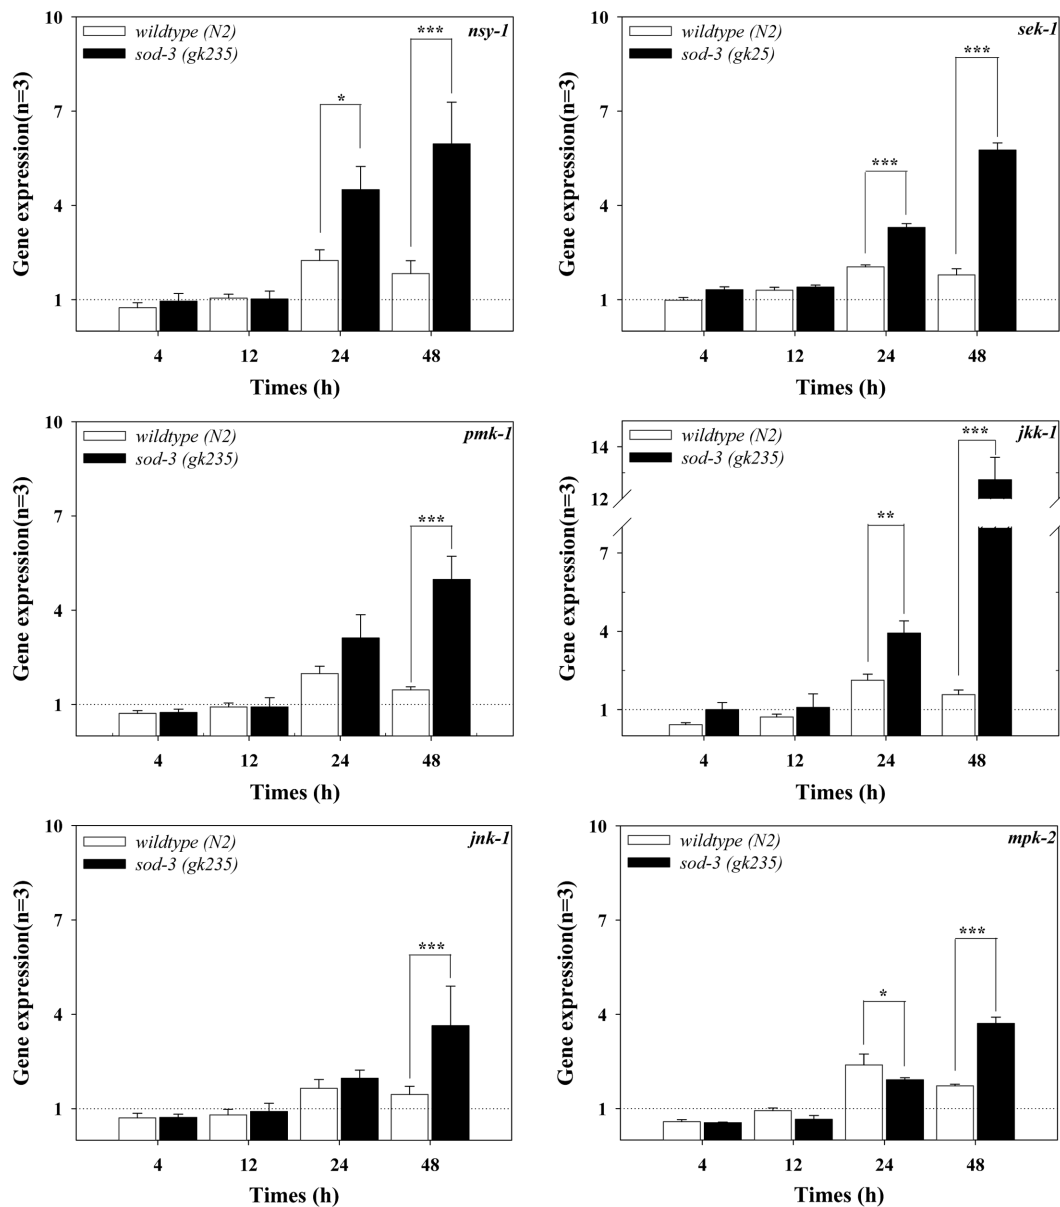 Gene expression(n=3)
10
7
4
1
wildtype (N2)
sod-3 (gk235)
nsy-1
*
***
4 12 24 48
Times (h)
Gene expression(n=3)
10
7
4
1
wildtype (N2)
sod-3 (gk25)
sek-1
***
***
4 12 24 48
Times (h)
Gene expression(n=3)
10
7
4
1
wildtype (N2)
sod-3 (gk235)
pmk-1
***
4 12 24 48
Times (h)
Gene expression(n=3)
14
12
7
4
1
wildtype (N2)
sod-3 (gk235)
jkk-1
**
***
4 12 24 48
Times (h)
Gene expression(n=3)
10
7
4
1
wildtype (N2)
sod-3 (gk235)
jnk-1
***
4 12 24 48
Times (h)
Gene expression(n=3)
10
7
4
1
wildtype (N2)
sod-3 (gk235)
mpk-2
*
***
4 12 24 48
Times (h)